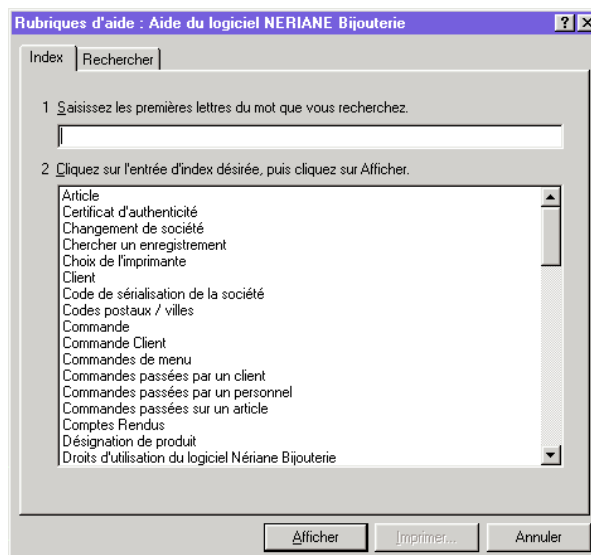 Rubriques d'aide : Aide du logiciel NERIANE Bijouterie
Index
Rechercher
1 Saisissez les premières lettres du mot que vous recherchez.
2 Cliquez sur l'entrée d'index désirée, puis cliquez sur Afficher.
Article
Certificat d'authenticité
Changement de société
Chercher un enregistrement
Choix de l'imprimante
Client
Code de sérialisation de la société
Codes postaux / villes
Commande
Commande Client
Commandes de menu
Commandes passées par un client
Commandes passées par un personnel
Commandes passées sur un article
Comptes Rendus
Désignation de produit
Droits d'utilisation du logiciel Nériane Bijouterie
Afficher
Imprimer...
Annuler